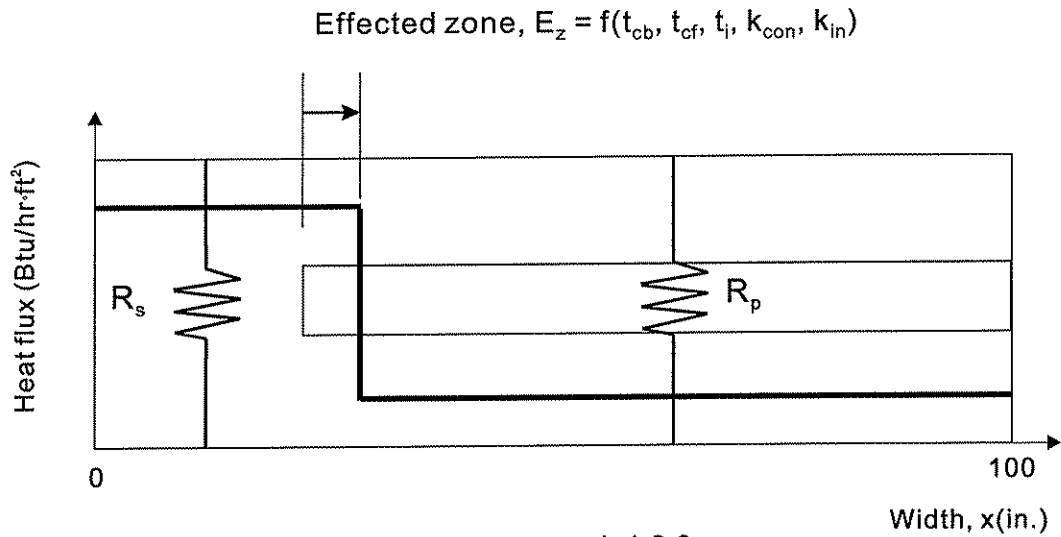 Effected zone, E_z = f(t_cb, t_cf, t_i, k_con, k_in)
Heat flux (Btu/hr·ft²)
R_s
R_p
0
100
Width, x(in.)